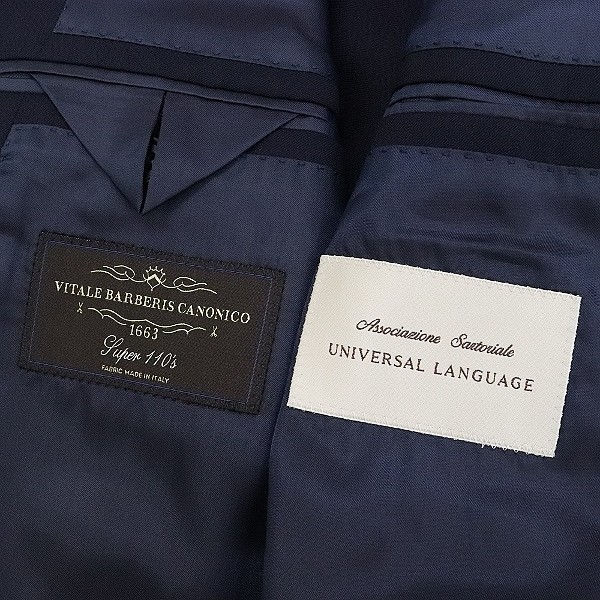 VITALE BARBERIS CANONICO
1663
Super 110's
FABRIC MADE IN ITALY
Associazione Sartoriale
UNIVERSAL LANGUAGE